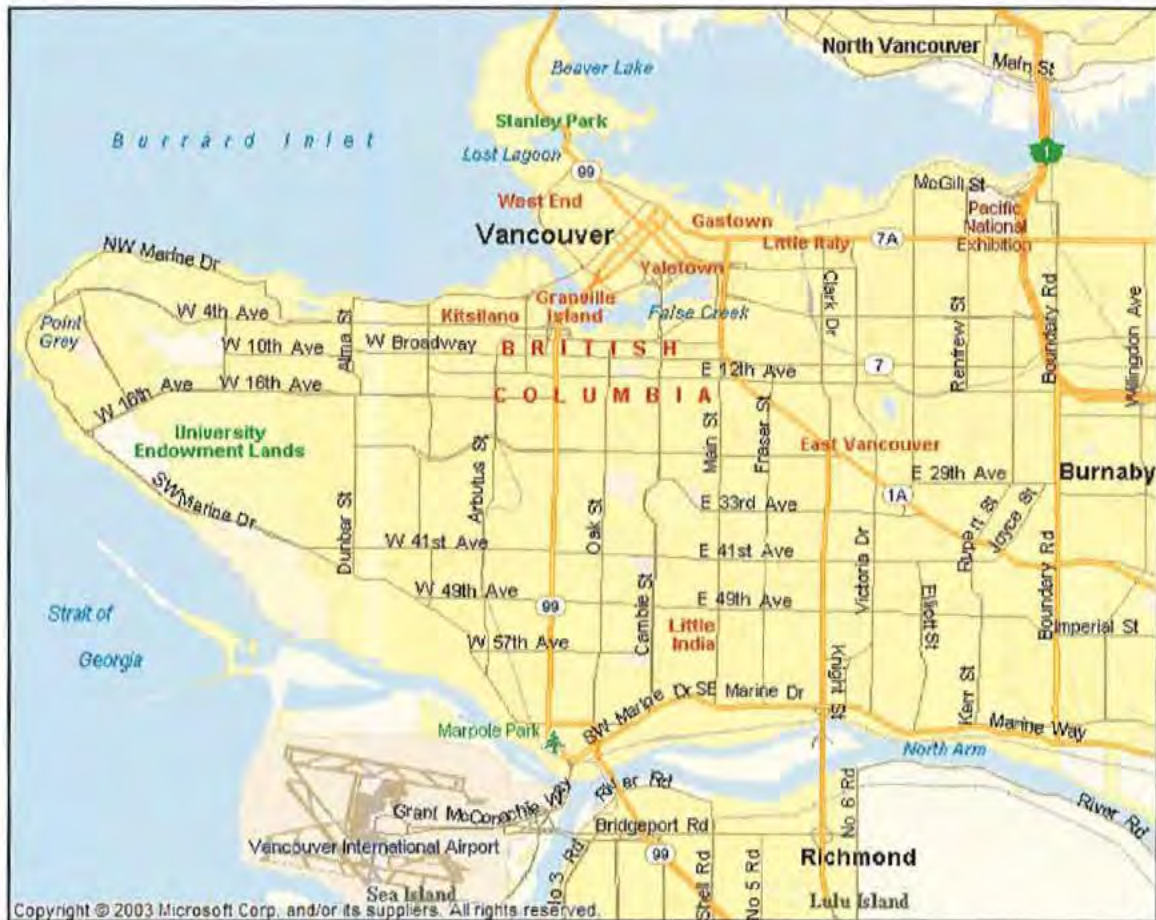 North Vancouver
Main St
Beaver Lake
Stanley Park
Burrard Inlet
Lost Lagoon
99
1
McGill St
West End
Pacific
National
Exhibition
Gastown
Vancouver
Little Italy
7A
NW Marine Dr
Yaletown
Granville
Island
Clark Dr
Renfrew St
Boundary Rd
Willingdon Ave
W 4th Ave
Kitsilano
False Creek
Point
Grey
Alma St
W 10th Ave
W Broadway
BRITISH
E 12th Ave
7
W 16th Ave
W 16th Ave
COLUMBIA
University
Endowment Lands
Main St
Fraser St
East Vancouver
Burnaby
E 29th Ave
SW Marine Dr
Arbutus St
Oak St
E 33rd Ave
1A
Rupert St
Joyce St
Dunbar St
W 41st Ave
E 41st Ave
Victoria Dr
Boundary Rd
W 49th Ave
99
Cambie St
E 49th Ave
Elliott St
Imperial St
Strait of
Georgia
W 57th Ave
Little
India
Knight St
Kerr St
SW Marine Dr
SE Marine Dr
Marine Way
Marpole Park
North Arm
River Rd
No 6 Rd
River Rd
Grant McConachie Way
Bridgeport Rd
Vancouver International Airport
99
Richmond
Sea Island
No 3 Rd
Shell Rd
No 5 Rd
Lulu Island
Copyright © 2003 Microsoft Corp. and/or its suppliers. All rights reserved.